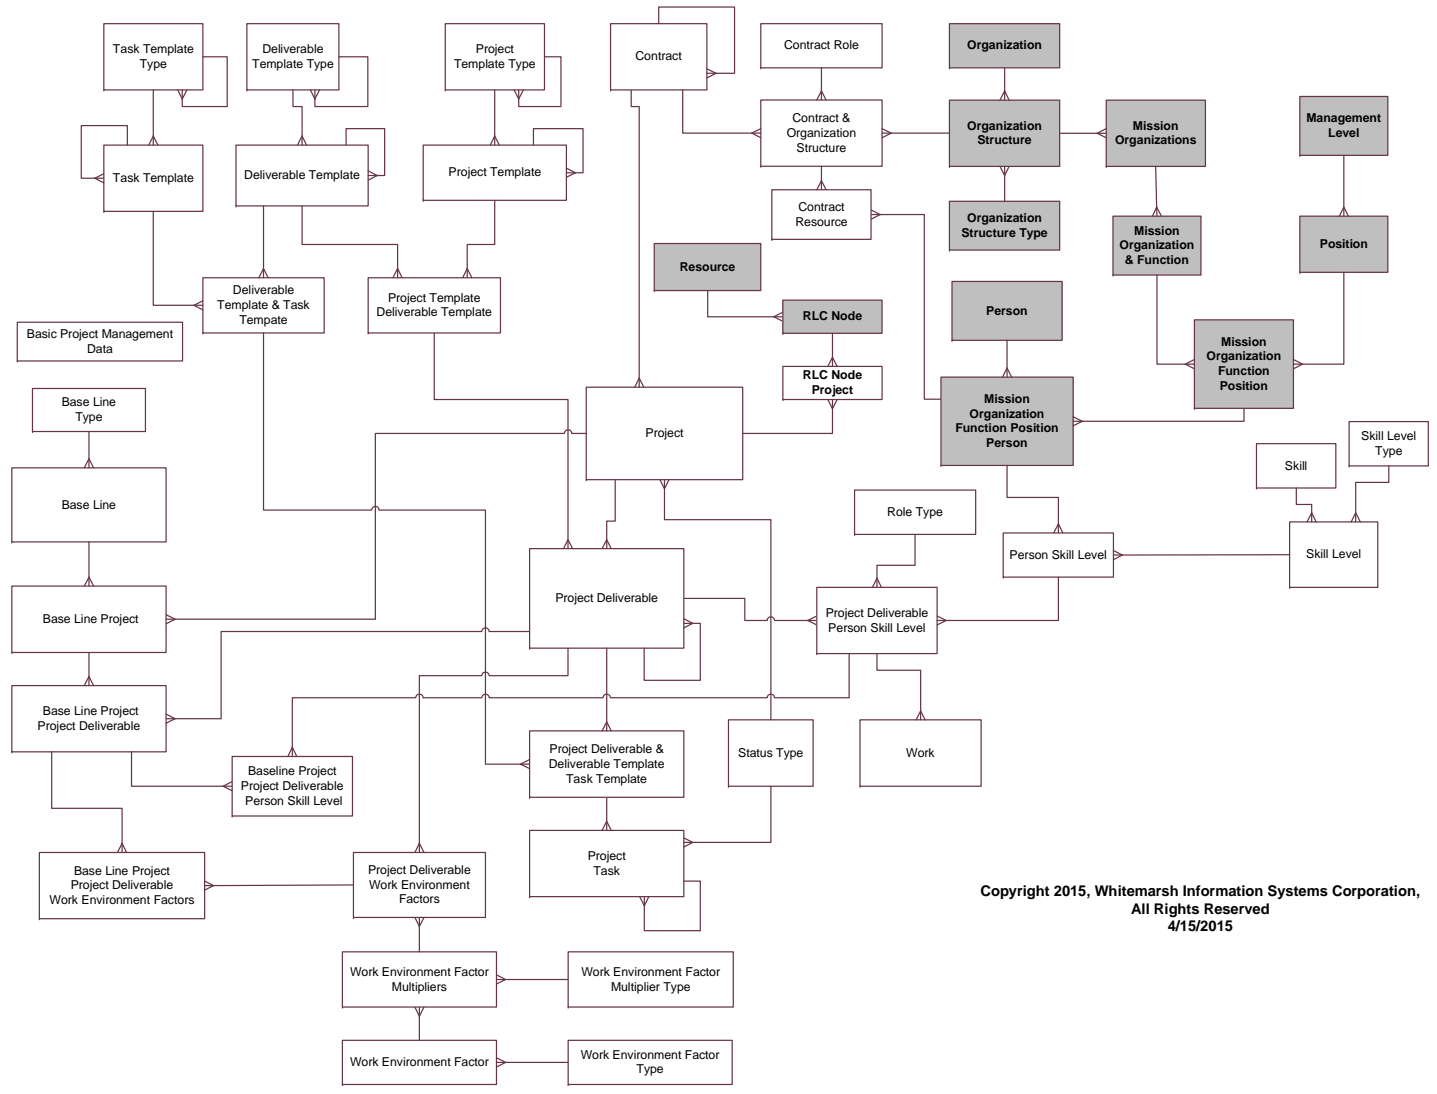 Task Template
Type
Deliverable
Template Type
Project
Template Type
Contract
Contract Role
Organization
Task Template
Deliverable Template
Project Template
Contract &
Organization
Structure
Organization
Structure
Mission
Organizations
Management
Level
Contract
Resource
Organization
Structure Type
Mission
Organization
& Function
Position
Resource
Deliverable
Template & Task
Tempate
Project Template
Deliverable Template
RLC Node
Person
Basic Project Management
Data
Mission
Organization
Function
Position
RLC Node
Project
Base Line
Type
Project
Mission
Organization
Function Position
Person
Skill Level
Type
Skill
Base Line
Role Type
Person Skill Level
Skill Level
Base Line Project
Project Deliverable
Project Deliverable
Person Skill Level
Base Line Project
Project Deliverable
Project Deliverable &
Deliverable Template
Task Template
Status Type
Work
Baseline Project
Project Deliverable
Person Skill Level
Base Line Project
Project Deliverable
Work Environment Factors
Project Deliverable
Work Environment
Factors
Project
Task
Copyright 2015, Whitemarsh Information Systems Corporation,
All Rights Reserved
4/15/2015
Work Environment Factor
Multipliers
Work Environment Factor
Multiplier Type
Work Environment Factor
Work Environment Factor
Type